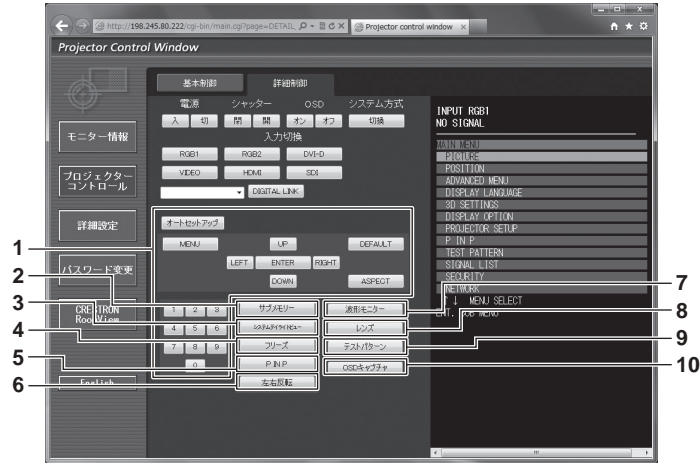 http://198.245.80.222/cgi-bin/main.cgi?page=DETAIL_
Projector control window
Projector Control Window
基本制御
詳細制御
電源
シャッター
OSD
システム方式
入
切
閉
開
オン
オフ
切換
入力切換
RGB1
RGB2
DVI-D
VIDEO
HDMI
SDI
DIGITAL LINK
モニター情報
プロジェクター
コントロール
詳細設定
パスワード変更
CRESTRON
English
オートセットアップ
MENU
UP
DEFAULT
LEFT
ENTER
RIGHT
DOWN
ASPECT
1
2
3
4
5
6
7
8
9
0
サブメモリー
システムデイライトビュー
フリーズ
P IN P
左右反転
波形モニター
レンズ
テストパターン
OSDキャプチャ
INPUT RGB1
NO SIGNAL
MAIN MENU
PICTURE
POSITION
ADVANCED MENU
DISPLAY LANGUAGE
3D SETTINGS
DISPLAY OPTION
PROJECTOR SETUP
P IN P
TEST PATTERN
SIGNAL LIST
SECURITY
NETWORK
↓ MENU SELECT
MENU
1
2
3
4
5
6
7
8
9
10